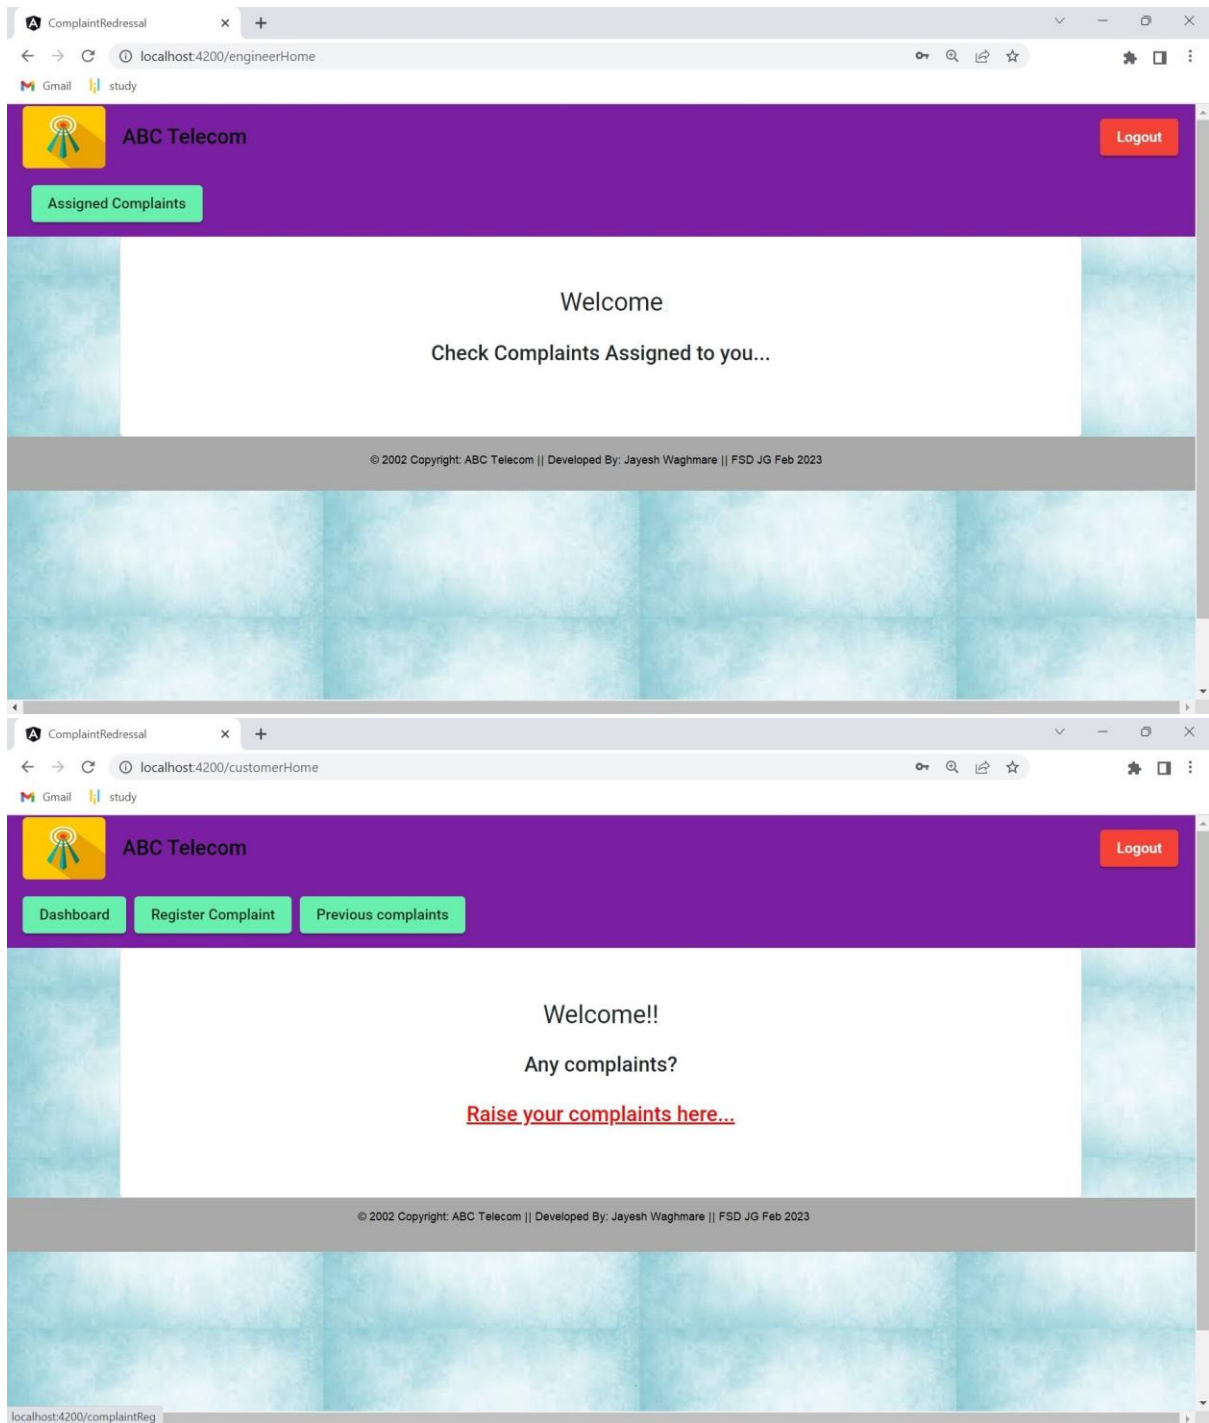 ComplaintRedressal
localhost:4200/engineerHome
Gmail study
ABC Telecom
Logout
Assigned Complaints
Welcome
Check Complaints Assigned to you...
© 2002 Copyright: ABC Telecom || Developed By: Jayesh Waghmare || FSD JG Feb 2023
ComplaintRedressal
localhost:4200/customerHome
Gmail study
ABC Telecom
Logout
Dashboard Register Complaint Previous complaints
Welcome!!
Any complaints?
Raise your complaints here...
© 2002 Copyright: ABC Telecom || Developed By: Jayesh Waghmare || FSD JG Feb 2023
localhost:4200/complaintReg